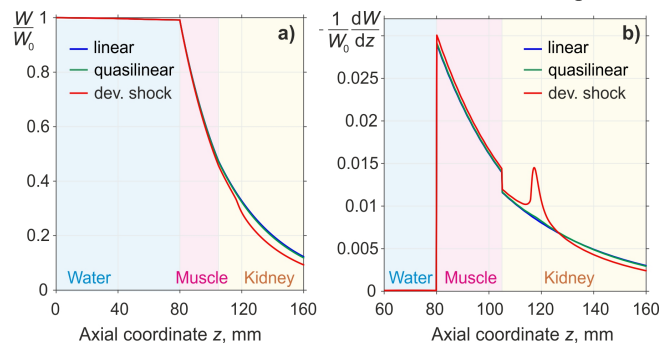 W
W₀
a)
1
0.8
0.6
0.4
0.2
0
linear
quasilinear
dev. shock
Water
Muscle
Kidney
0
40
80
120
160
Axial coordinate z, mm
- 1 dW
W₀ dz
b)
0.025
0.02
0.015
0.01
0.005
0
linear
quasilinear
dev. shock
Water
Muscle
Kidney
60
80
100
120
140
160
Axial coordinate z, mm